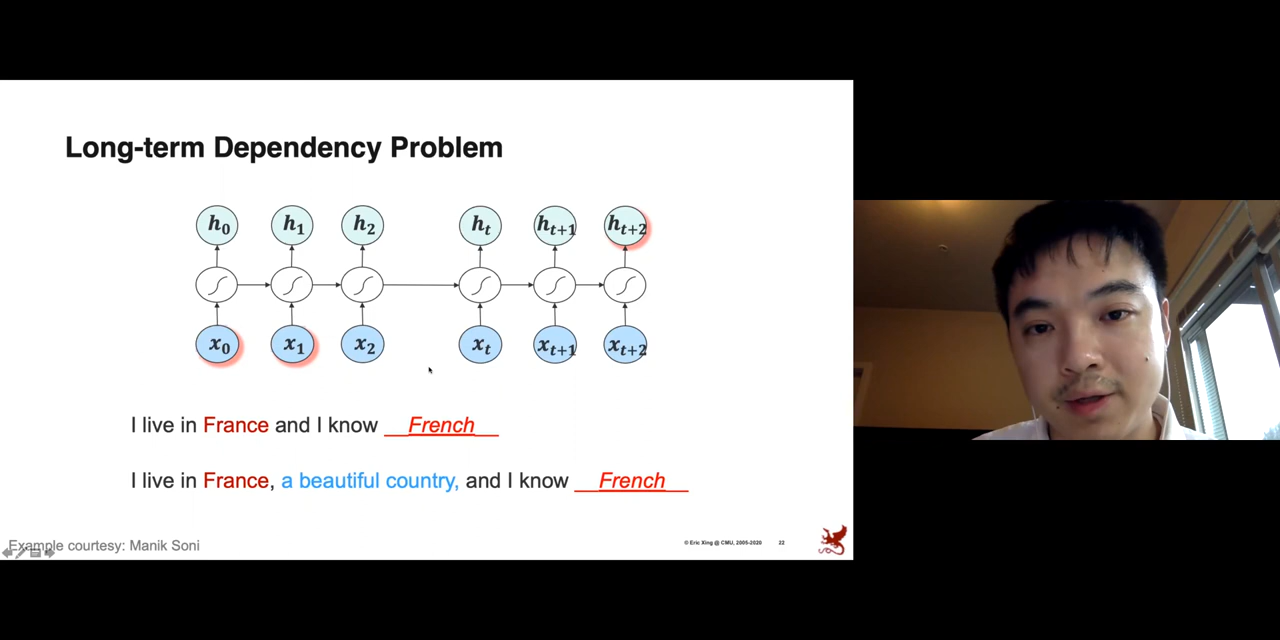 Long-term Dependency Problem
h0 h1 h2 ht ht+1 ht+2
x0 x1 x2 xt xt+1 xt+2
I live in France and I know __French__
I live in France, a beautiful country, and I know __French__
Example courtesy: Manik Soni
© Eric Xing @ CMU, 2005-2020 22